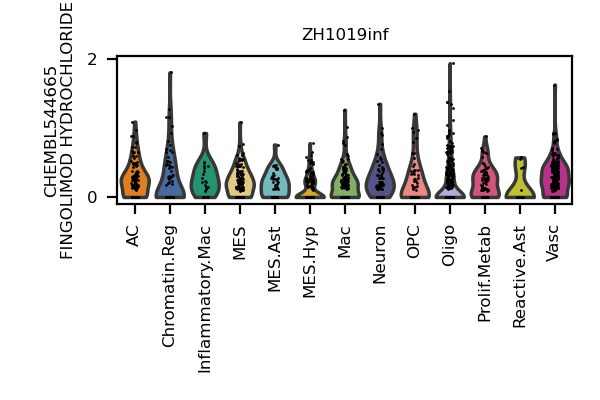 ZH1019inf
CHEMBL544665
FINGOLIMOD HYDROCHLORIDE
2
0
AC
Chromatin.Reg
Inflammatory.Mac
MES
MES.Ast
MES.Hyp
Mac
Neuron
OPC
Oligo
Prolif.Metab
Reactive.Ast
Vasc